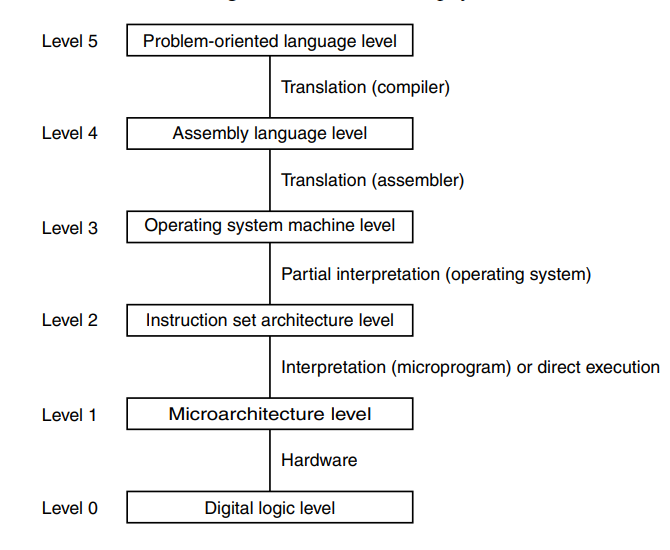 Level 5 Problem-oriented language level
Translation (compiler)
Level 4 Assembly language level
Translation (assembler)
Level 3 Operating system machine level
Partial interpretation (operating system)
Level 2 Instruction set architecture level
Interpretation (microprogram) or direct execution
Level 1 Microarchitecture level
Hardware
Level 0 Digital logic level